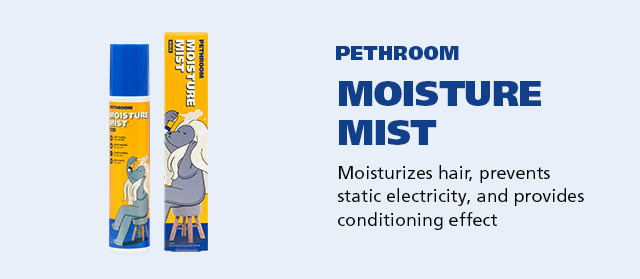 PETHROOM
MOISTURE
MIST
PETHROOM
MOISTURE
MIST
PETHROOM
MOISTURE
MIST
Moisturizes hair, prevents
static electricity, and provides
conditioning effect